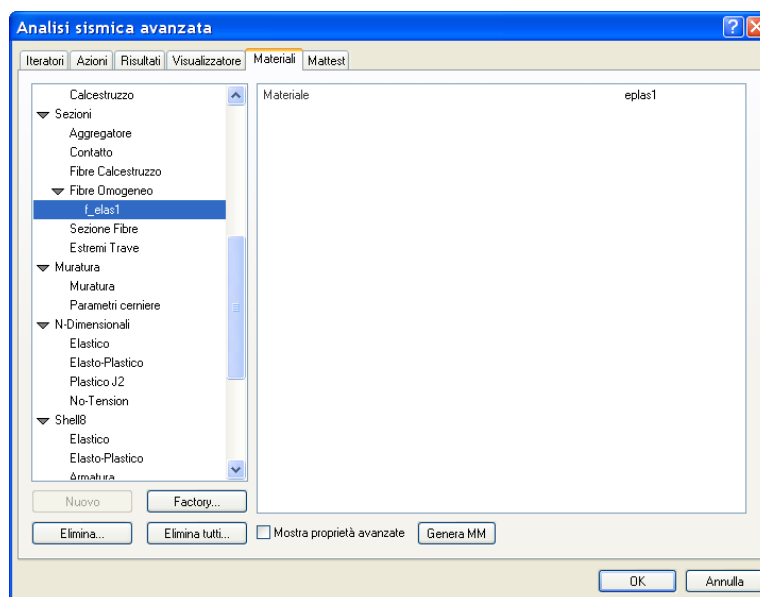 Analisi sismica avanzata
Iteratori Azioni Risultati Visualizzatore Materiali Mattest
Calcestruzzo
Sezioni
Aggregatore
Contatto
Fibre Calcestruzzo
Fibre Omogeneo
f_elas1
Sezione Fibre
Estremi Trave
Muratura
Muratura
Parametri cerniere
N-Dimensionali
Elastico
Elasto-Plastico
Plastico J2
No-Tension
Shell8
Elastico
Elasto-Plastico
Armatura
Materiale eplas1
Nuovo Factory...
Elimina... Elimina tutti... Mostra proprietà avanzate Genera MM
OK Annulla